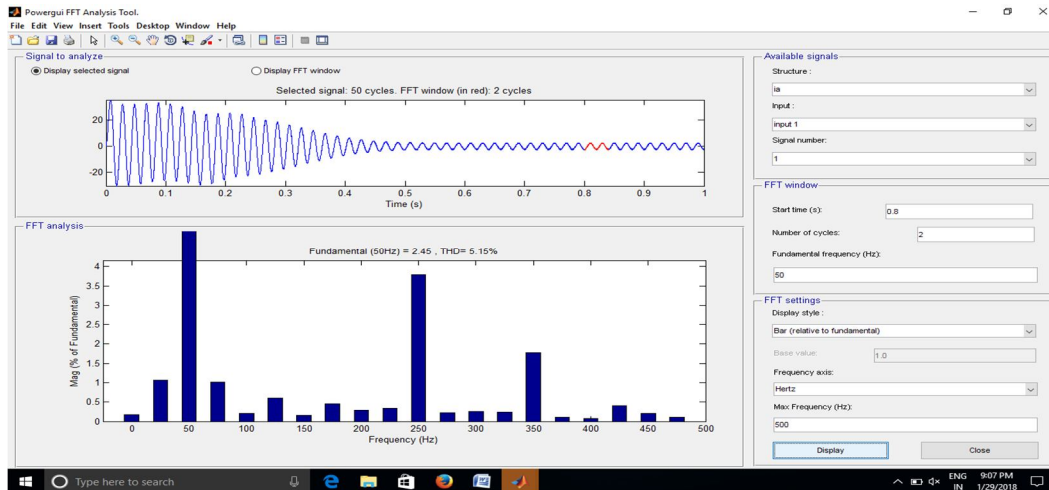 Powergui FFT Analysis Tool.
File Edit View Insert Tools Desktop Window Help
Signal to analyze
Display selected signal
Display FFT window
Selected signal: 50 cycles. FFT window (in red): 2 cycles
20
0
-20
0 0.1 0.2 0.3 0.4 0.5 0.6 0.7 0.8 0.9 1
Time (s)
FFT analysis
Fundamental (50Hz) = 2.45 , THD= 5.15%
4
3.5
3
2.5
2
1.5
1
0.5
0
Mag (% of Fundamental)
0 50 100 150 200 250 300 350 400 450 500
Frequency (Hz)
Available signals
Structure :
ia
Input :
input 1
Signal number:
1
FFT window
Start time (s): 0.8
Number of cycles: 2
Fundamental frequency (Hz):
50
FFT settings
Display style :
Bar (relative to fundamental)
Base value: 1.0
Frequency axis:
Hertz
Max Frequency (Hz):
500
Display Close
Type here to search
ENG 9:07 PM
IN 1/29/2018